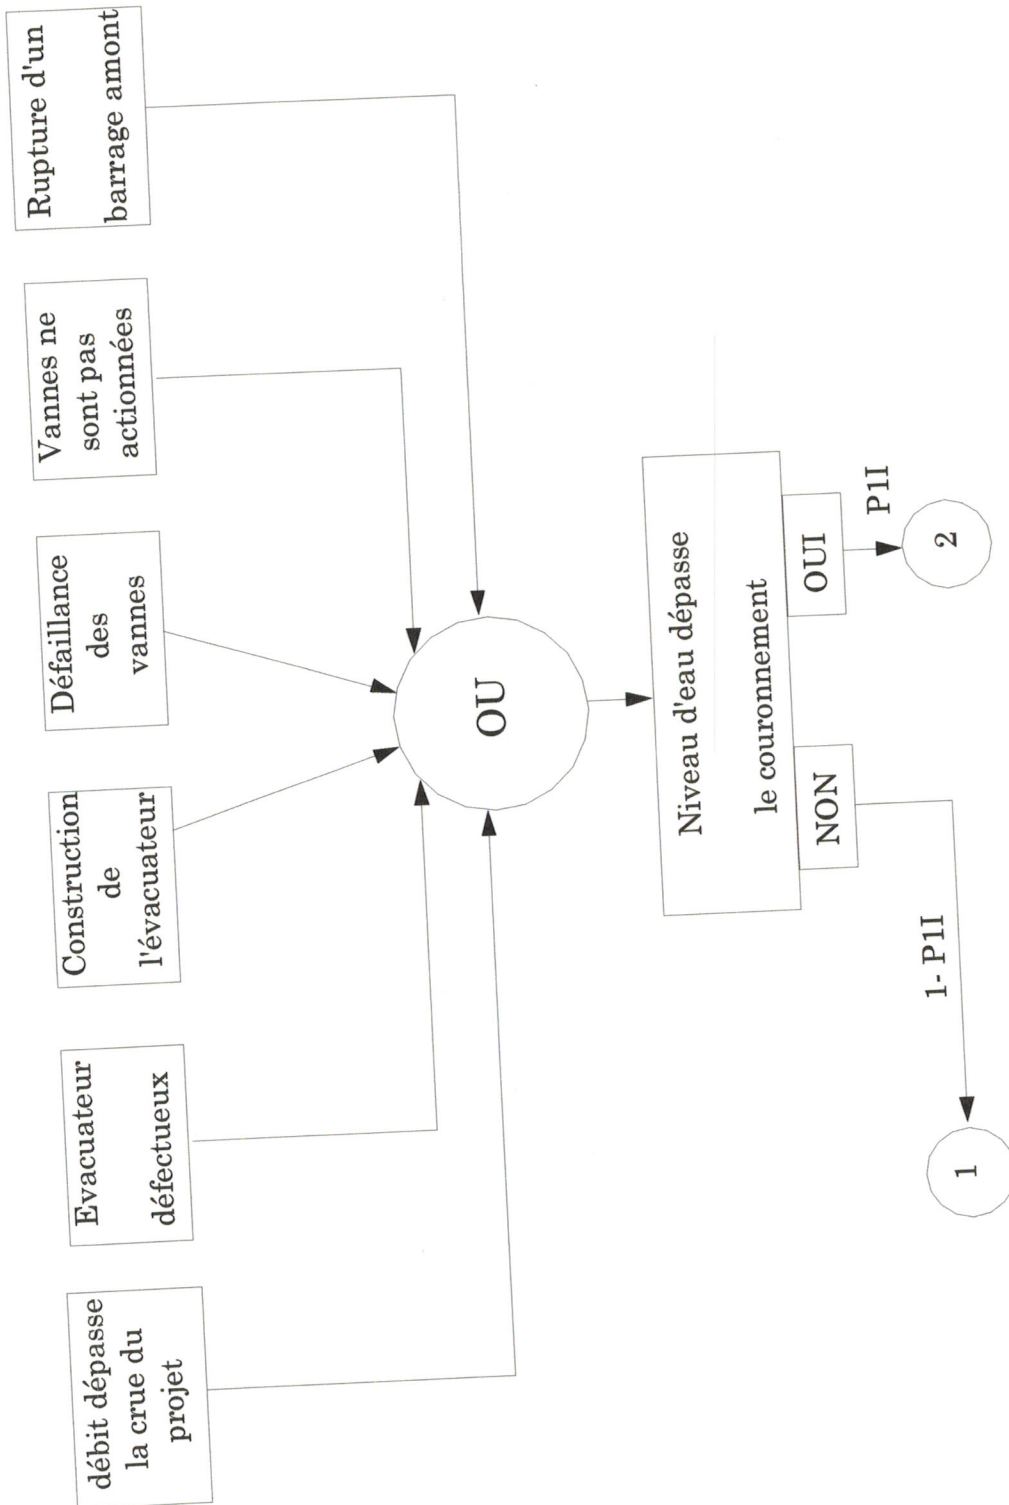 débit dépasse
la crue du
projet
Evacuateur
défectueux
Construction
de
l'évacuateur
Défaillance
des
vannes
Vannes ne
sont pas
actionnées
Rupture d'un
barrage amont
OU
Niveau d'eau dépasse
le couronnement
NON
OUI
1- P1I
P1I
1
2